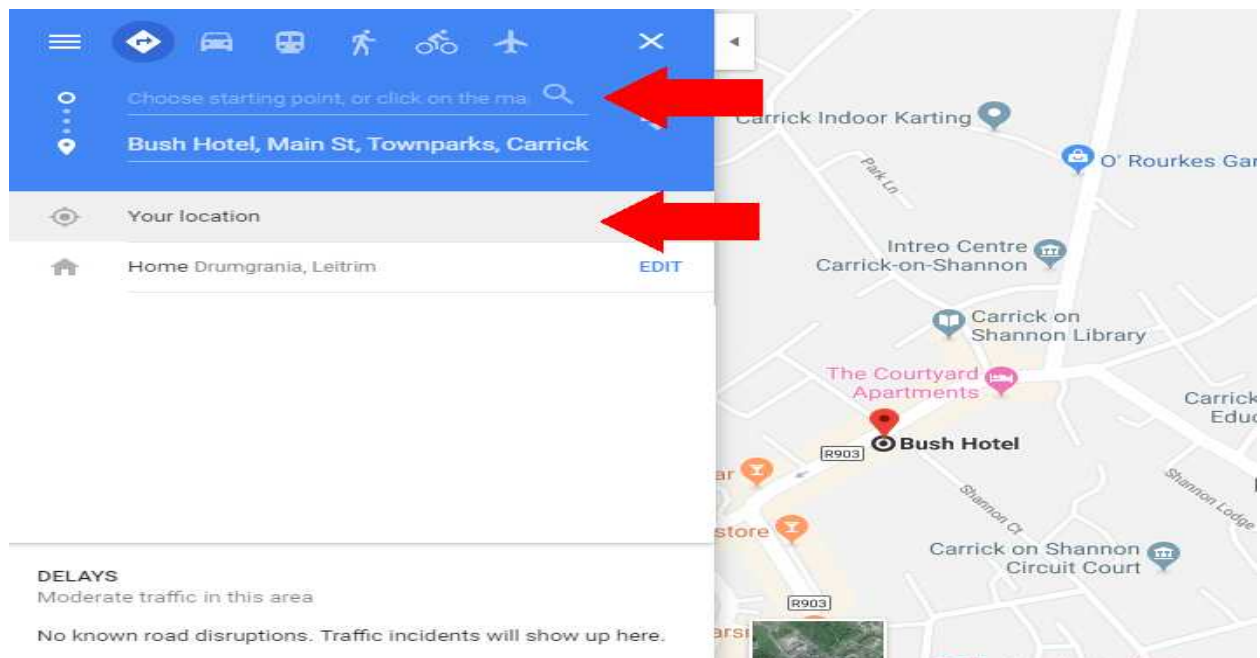 Choose starting point, or click on the ma
Bush Hotel, Main St, Townparks, Carrick
Your location
Home Drumgrania, Leitrim
EDIT
DELAYS
Moderate traffic in this area
No known road disruptions. Traffic incidents will show up here.
Carrick Indoor Karting
Park Ln
O' Rourkes Gar
Intreo Centre
Carrick-on-Shannon
Carrick on
Shannon Library
The Courtyard
Apartments
Carrick
Educ
Bush Hotel
R903
ar
Shannon Ct
Shannon Lodge
store
Carrick on Shannon
Circuit Court
R903
arsi